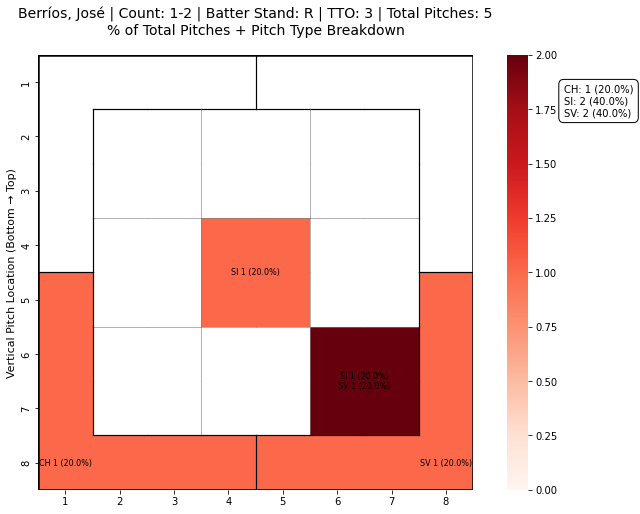 Berríos, José | Count: 1-2 | Batter Stand: R | TTO: 3 | Total Pitches: 5
% of Total Pitches + Pitch Type Breakdown
Vertical Pitch Location (Bottom → Top)
1
2
3
4
5
6
7
8
SI 1 (20.0%)
SI 1 (20.0%)
SV 1 (20.0%)
CH 1 (20.0%)
SV 1 (20.0%)
1
2
3
4
5
6
7
8
2.00
1.75
1.50
1.25
1.00
0.75
0.50
0.25
0.00
CH: 1 (20.0%)
SI: 2 (40.0%)
SV: 2 (40.0%)